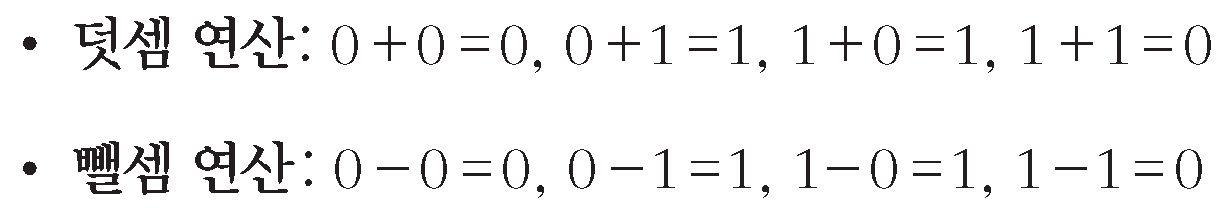 • 덧셈 연산: 0+0=0, 0+1=1, 1+0=1, 1+1=0
• 뺄셈 연산: 0-0=0, 0-1=1, 1-0=1, 1-1=0